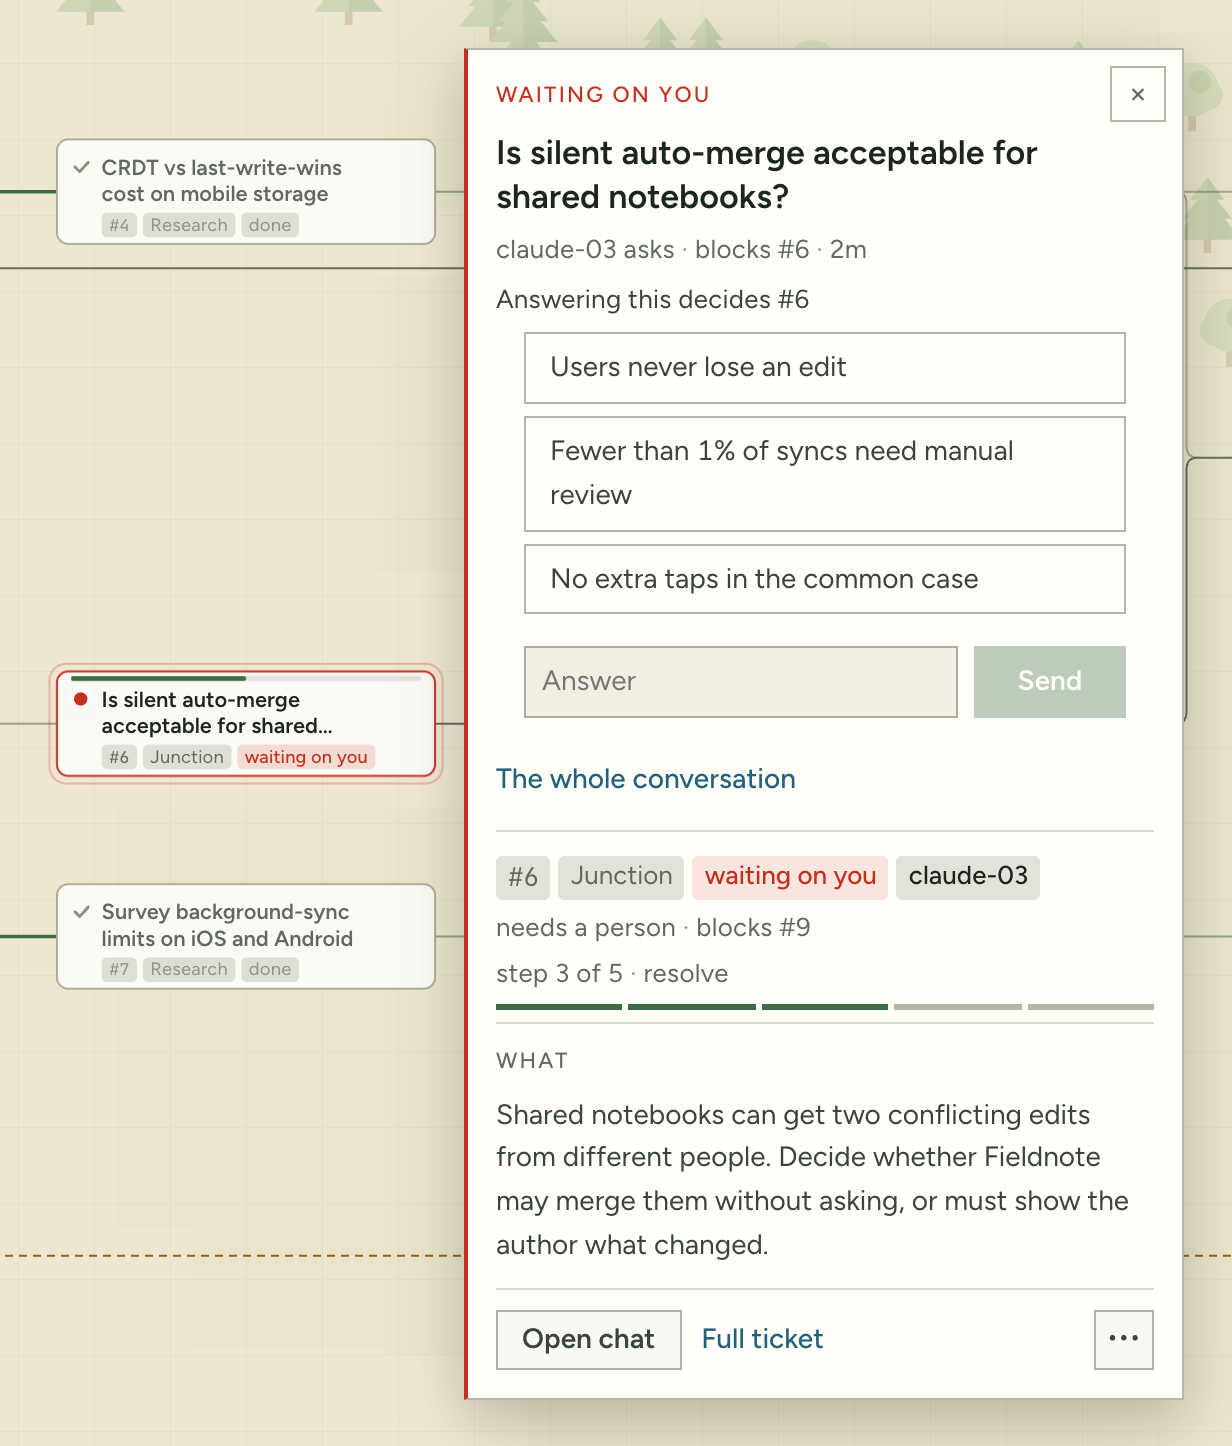 CRDT vs last-write-wins
cost on mobile storage
#4 Research done
Is silent auto-merge
acceptable for shared...
#6 Junction waiting on you
Survey background-sync
limits on iOS and Android
#7 Research done
WAITING ON YOU
×
Is silent auto-merge acceptable for
shared notebooks?
claude-03 asks · blocks #6 · 2m
Answering this decides #6
Users never lose an edit
Fewer than 1% of syncs need manual
review
No extra taps in the common case
Answer
Send
The whole conversation
#6 Junction waiting on you claude-03
needs a person · blocks #9
step 3 of 5 · resolve
WHAT
Shared notebooks can get two conflicting edits
from different people. Decide whether Fieldnote
may merge them without asking, or must show the
author what changed.
Open chat
Full ticket
•••